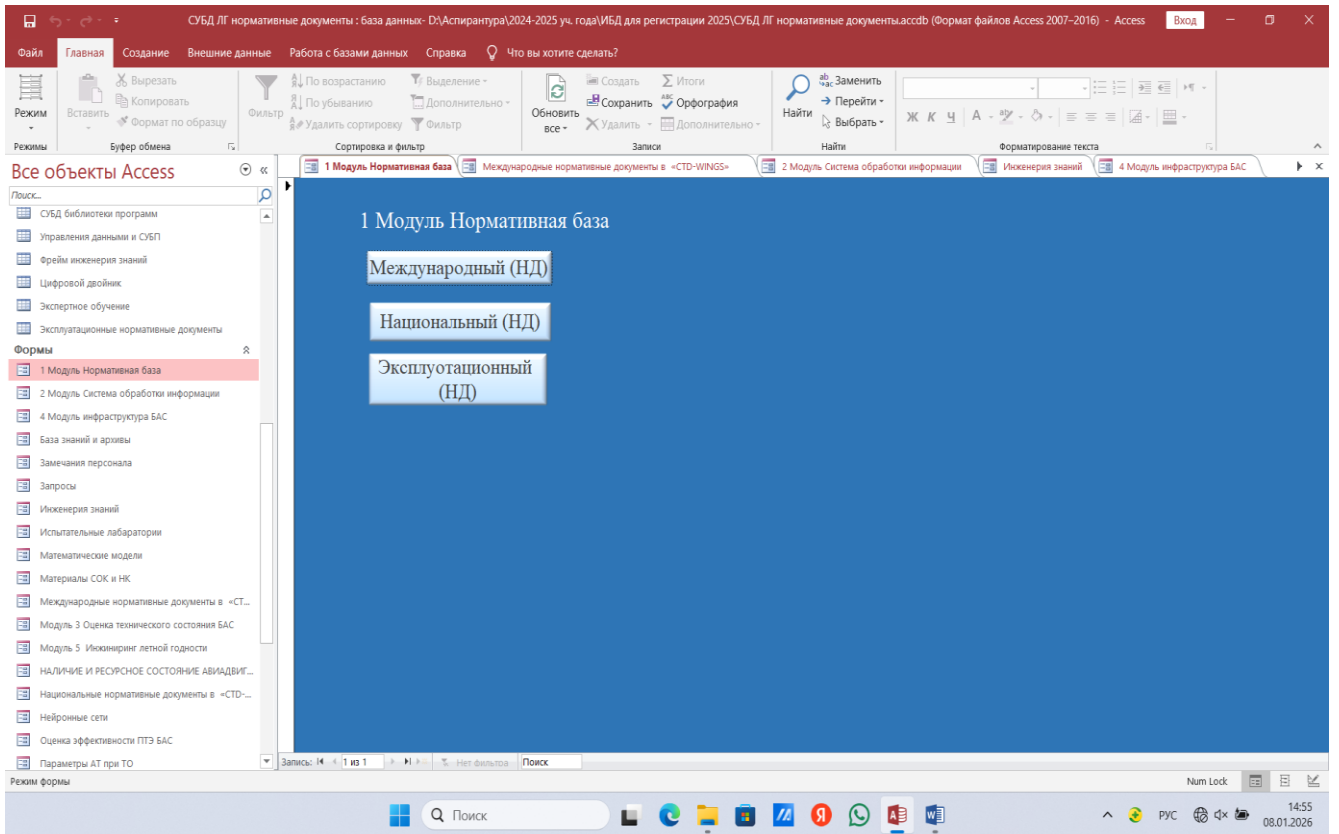 СУБД ЛГ нормативные документы : база данных- D:\Аспирантура\2024-2025 уч. года\ИБД для регистрации 2025\СУБД ЛГ нормативные документы.accdb (Формат файлов Access 2007–2016) - Access
Вход
Файл Главная Создание Внешние данные Работа с базами данных Справка Что вы хотите сделать?
Режим
Вставить
Вырезать
Копировать
Формат по образцу
Фильтр
По возрастанию
По убыванию
Удалить сортировку
Выделение
Дополнительно
Фильтр
Обновить
все
Создать
Сохранить
Удалить
Итоги
Орфография
Дополнительно
Найти
Заменить
Перейти
Выбрать
Ж К Ч А
Режимы Буфер обмена Сортировка и фильтр Записи Найти Форматирование текста
Все объекты Access
Поиск...
СУБД библиотеки программ
Управления данными и СУБП
Фрейм инженерия знаний
Цифровой двойник
Экспертное обучение
Эксплуатационные нормативные документы
Формы
1 Модуль Нормативная база
2 Модуль Система обработки информации
4 Модуль инфраструктура БАС
База знаний и архивы
Замечания персонала
Запросы
Инженерия знаний
Испытательные лабаратории
Математические модели
Материалы СОК и НК
Международные нормативные документы в «СТ...
Модуль 3 Оценка технического состояния БАС
Модуль 5 Инжиниринг летной годности
НАЛИЧИЕ И РЕСУРСНОЕ СОСТОЯНИЕ АВИАДВИГ...
Национальные нормативные документы в «CTD-...
Нейронные сети
Оценка эффективности ПТЭ БАС
Параметры АТ при ТО
1 Модуль Нормативная база Международные нормативные документы в «CTD-WINGS» 2 Модуль Система обработки информации Инженерия знаний 4 Модуль инфраструктура БАС
1 Модуль Нормативная база
Международный (НД)
Национальный (НД)
Эксплуотационный
(НД)
Запись: 1 из 1 Нет фильтра Поиск
Режим формы
Num Lock
Поиск
РУС
14:55
08.01.2026